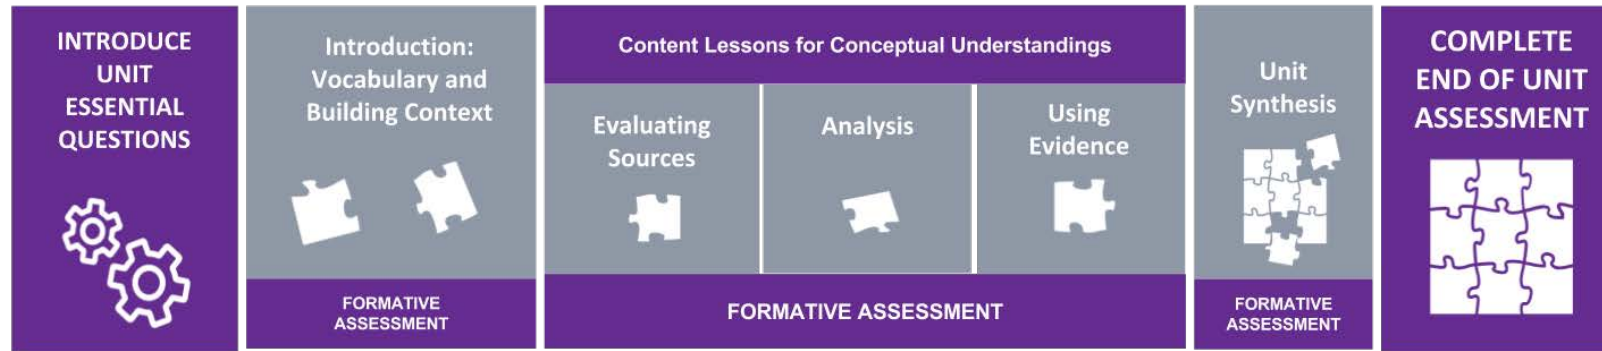 INTRODUCE
UNIT
ESSENTIAL
QUESTIONS
Introduction:
Vocabulary and
Building Context
FORMATIVE
ASSESSMENT
Content Lessons for Conceptual Understandings
Evaluating
Sources
Analysis
Using
Evidence
FORMATIVE ASSESSMENT
Unit
Synthesis
FORMATIVE
ASSESSMENT
COMPLETE
END OF UNIT
ASSESSMENT